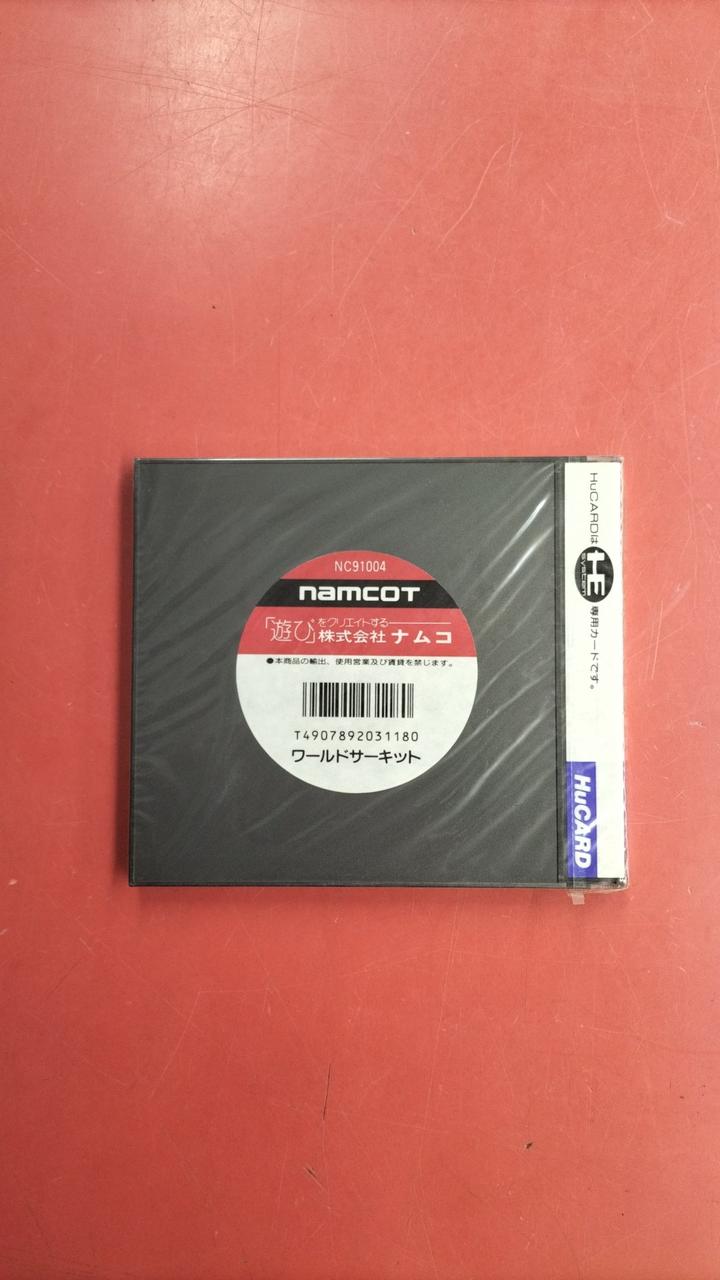 NC91004
namcoT
「遊び」をクリエイトする
株式会社ナムコ
●本商品の輸出、使用営業及び賃貸を禁じます。
T4907892031180
ワールドサーキット
HuCARDは HE system 専用カードです。
HuCARD